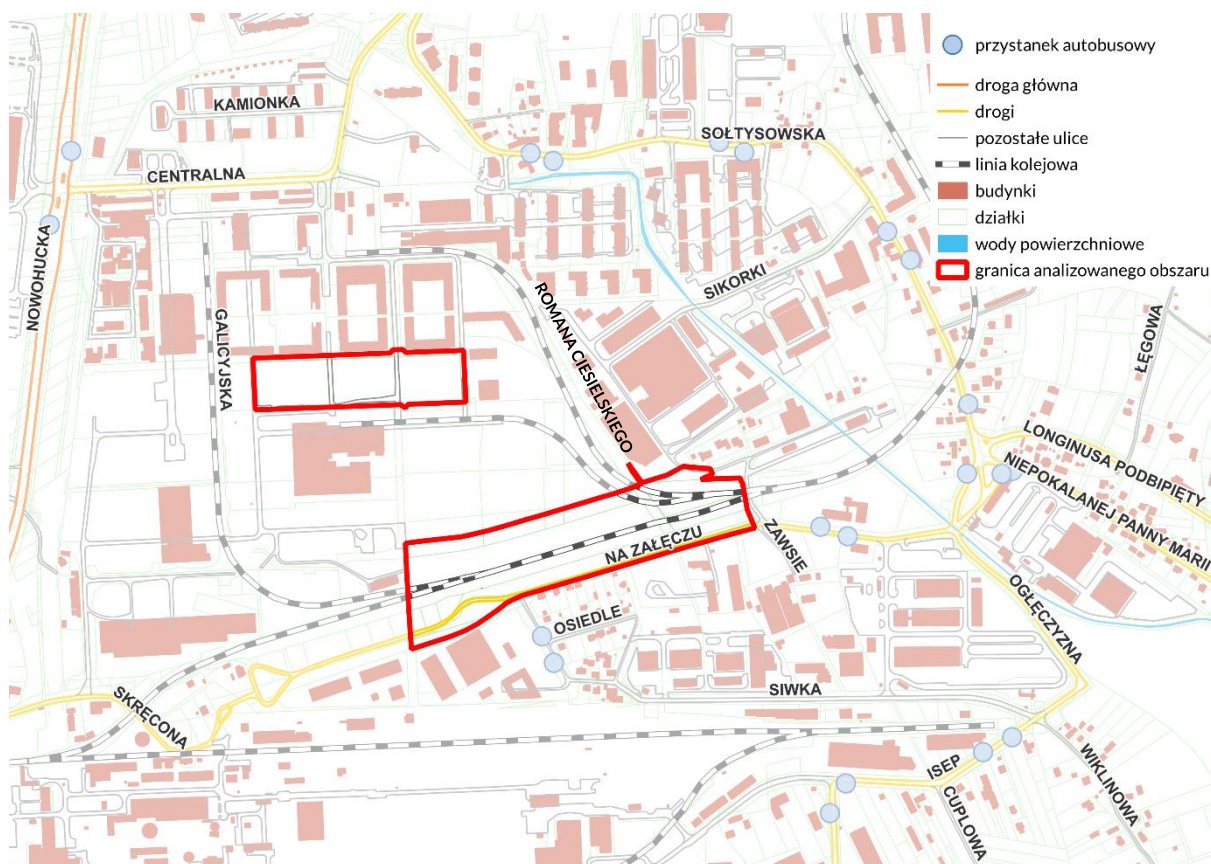 przystanek autobusowy
droga główna
drogi
pozostałe ulice
linia kolejowa
budynki
działki
wody powierzchniowe
granica analizowanego obszaru
KAMIONKA
SOŁTYSOWSKA
CENTRALNA
NOWOHUCKA
SIKORKI
GALICYJSKA
ROMANA CIESIELSKIEGO
ŁĘGOWA
LONGINUSA PODBIPIĘTY
NIEPOKALANEJ PANNY MARII
NA ZAŁĘCZU
ZAWSIE
OSIEDLE
OGŁĘCZYZNA
SIWKA
SKRĘCONA
ISEP
WIKLINOWA
CUPLOWA